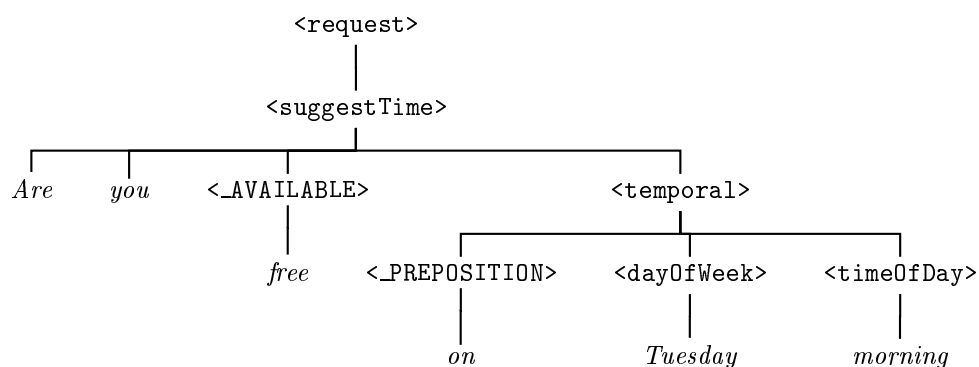 <request>
<suggestTime>
Are you <_AVAILABLE> <temporal>
free <_PREPOSITION> <dayOfWeek> <timeOfDay>
on Tuesday morning